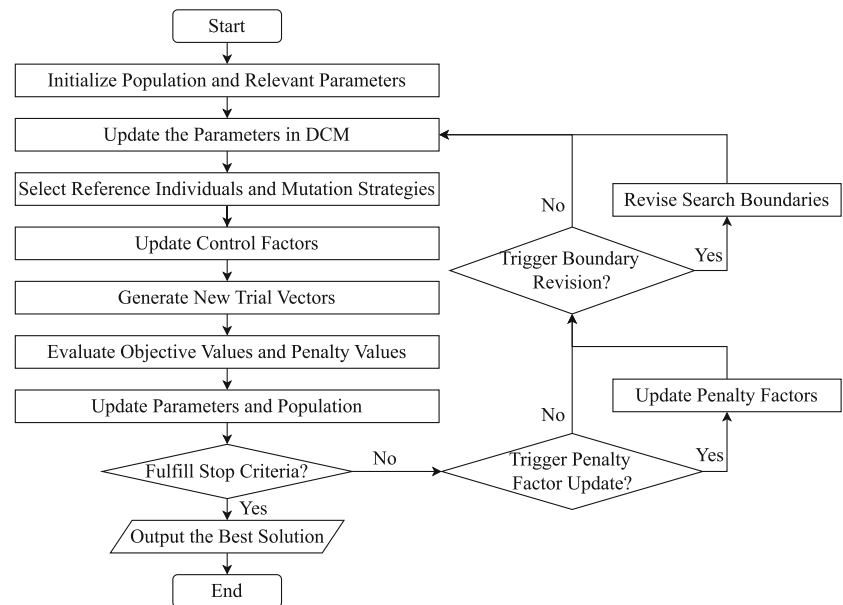 Start
Initialize Population and Relevant Parameters
Update the Parameters in DCM
Select Reference Individuals and Mutation Strategies
Update Control Factors
Generate New Trial Vectors
Evaluate Objective Values and Penalty Values
Update Parameters and Population
Fulfill Stop Criteria?
No
Yes
Output the Best Solution
End
Trigger Penalty
Factor Update?
Yes
Update Penalty Factors
No
Trigger Boundary
Revision?
Yes
Revise Search Boundaries
No